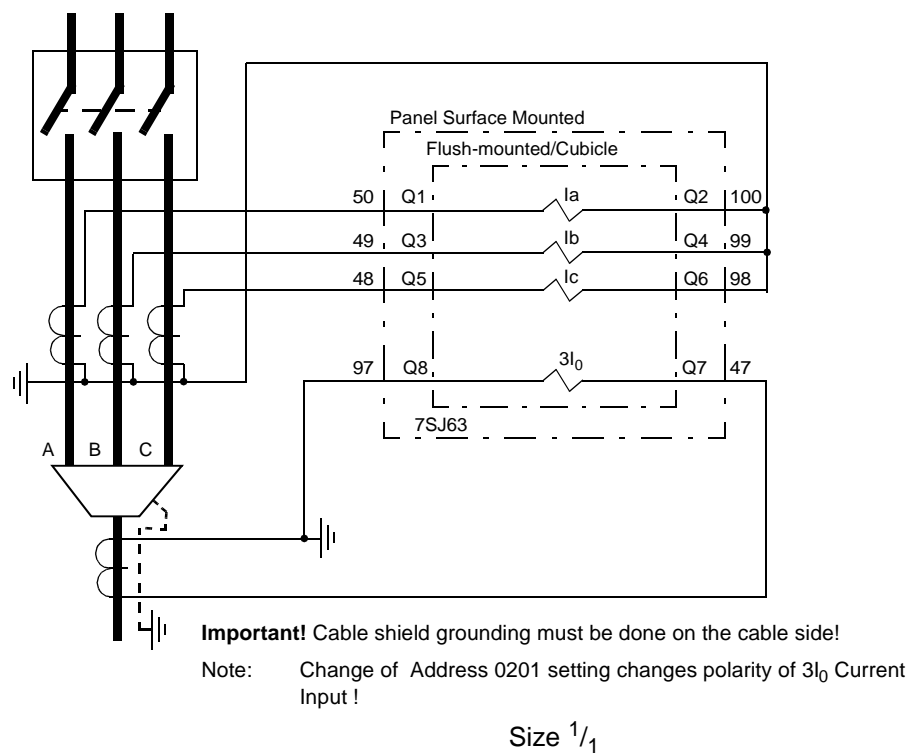 Panel Surface Mounted
Flush-mounted/Cubicle
50 Q1 Ia Q2 100
49 Q3 Ib Q4 99
48 Q5 Ic Q6 98
97 Q8 3I0 Q7 47
7SJ63
A B C
Important! Cable shield grounding must be done on the cable side!
Note: Change of Address 0201 setting changes polarity of 3I0 Current
Input !
Size 1/1